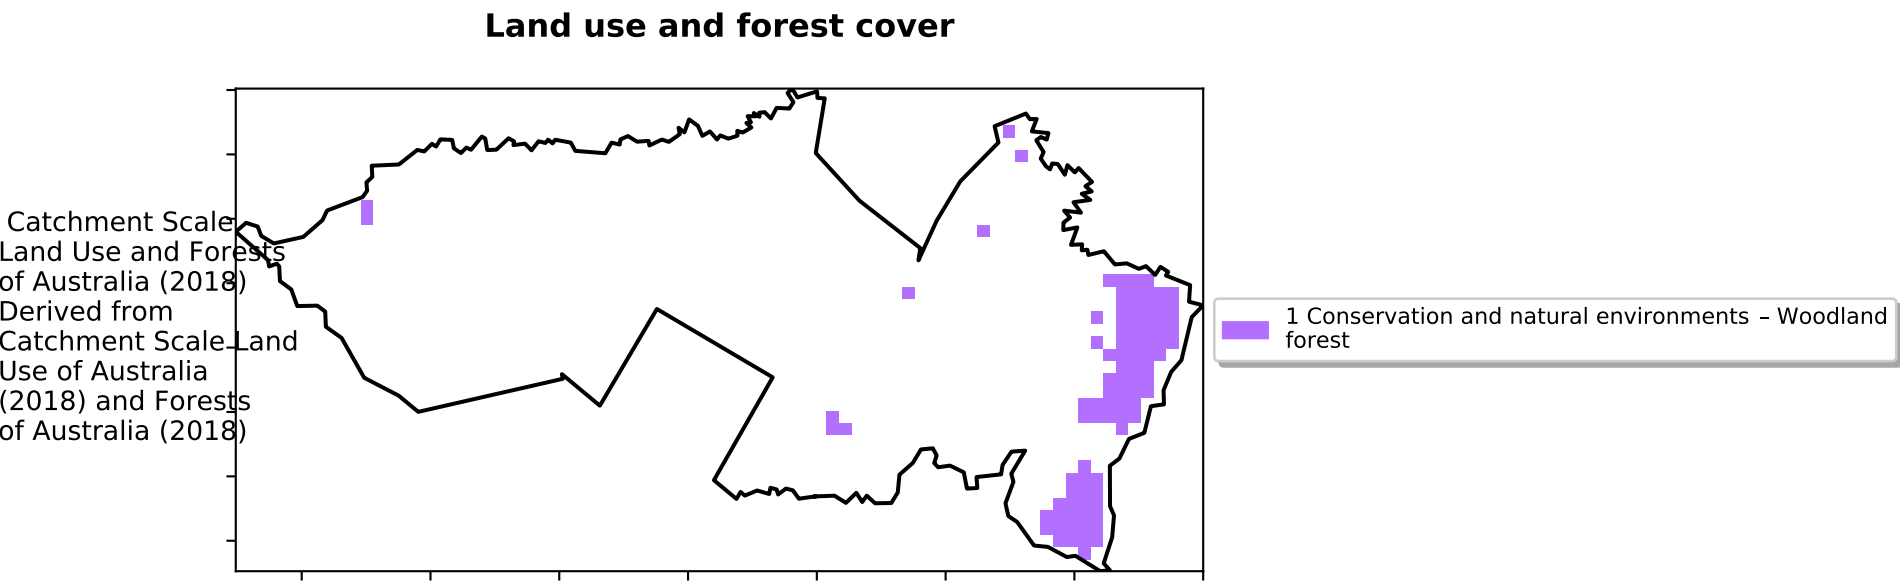 Land use and forest cover
Catchment Scale
Land Use and Forests
of Australia (2018)
Derived from
Catchment Scale Land
Use of Australia
(2018) and Forests
of Australia (2018)
1 Conservation and natural environments – Woodland
forest